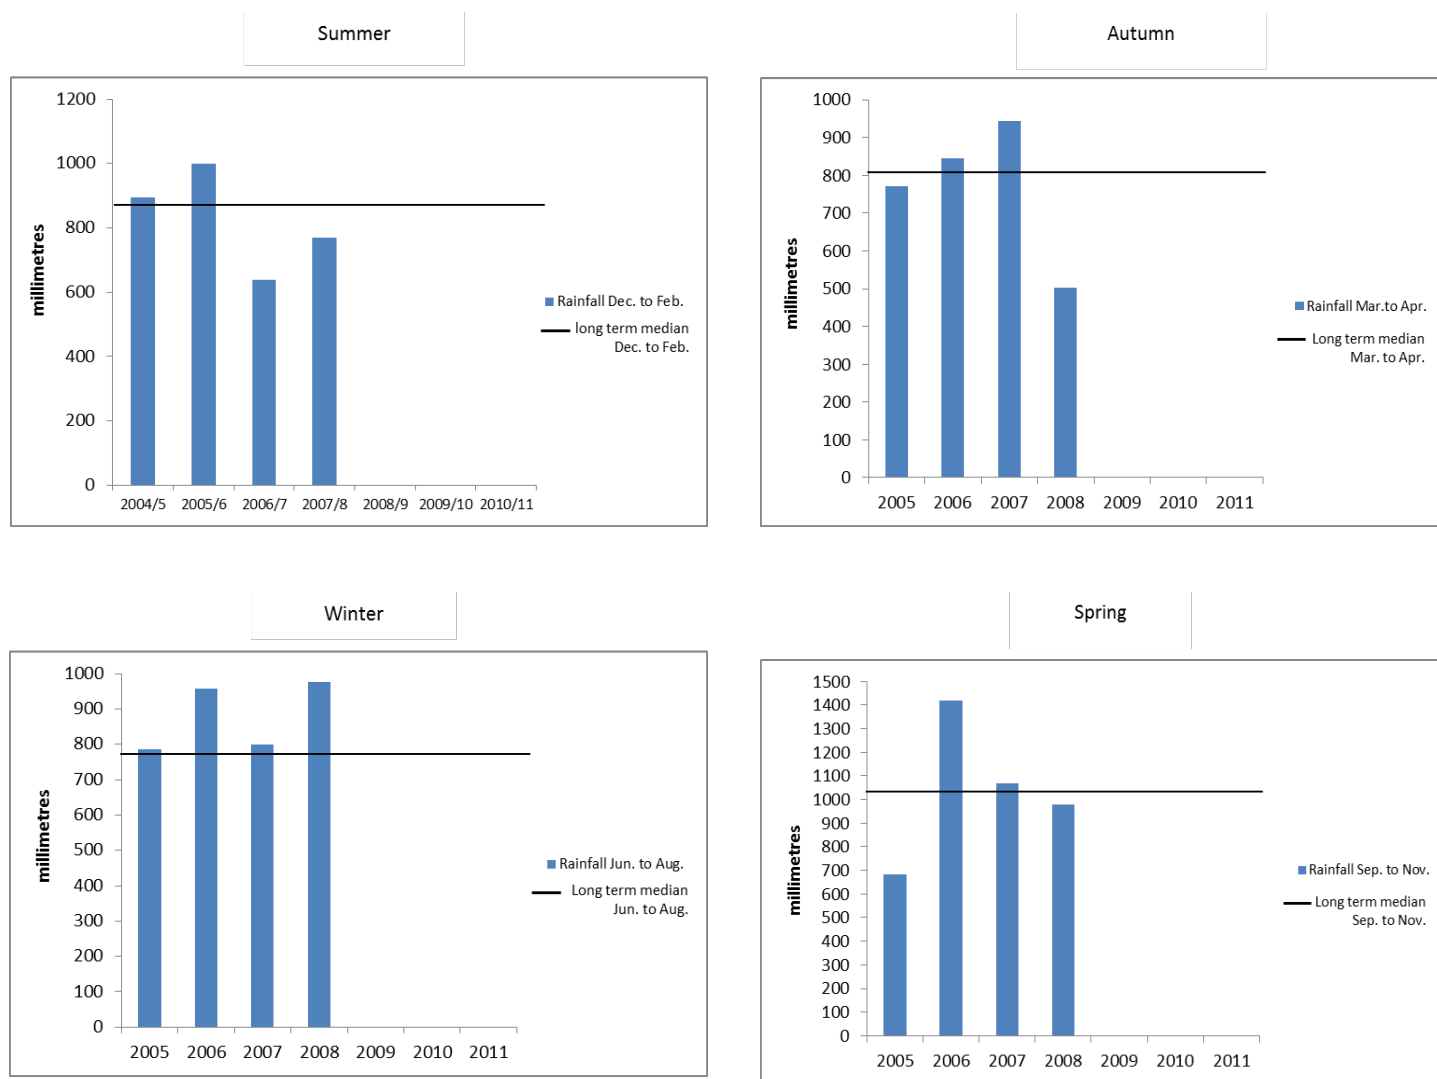 Summer
1200
1000
800
600
400
200
0
millimetres
2004/5 2005/6 2006/7 2007/8 2008/9 2009/10 2010/11
Rainfall Dec. to Feb.
long term median
Dec. to Feb.
Autumn
1000
900
800
700
600
500
400
300
200
100
0
millimetres
2005 2006 2007 2008 2009 2010 2011
Rainfall Mar.to Apr.
Long term median
Mar. to Apr.
Winter
1000
900
800
700
600
500
400
300
200
100
0
millimetres
2005 2006 2007 2008 2009 2010 2011
Rainfall Jun. to Aug.
Long term median
Jun. to Aug.
Spring
1500
1400
1300
1200
1100
1000
900
800
700
600
500
400
300
200
100
0
millimetres
2005 2006 2007 2008 2009 2010 2011
Rainfall Sep. to Nov.
Long term median
Sep. to Nov.